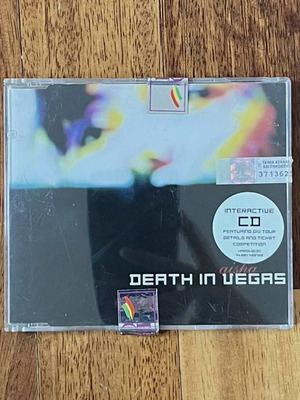 3713625
INTERACTIVE
CD
FEATURING DIV TOUR
DETAILS AND TICKET
COMPETITION
aisha
DEATH IN VEGAS